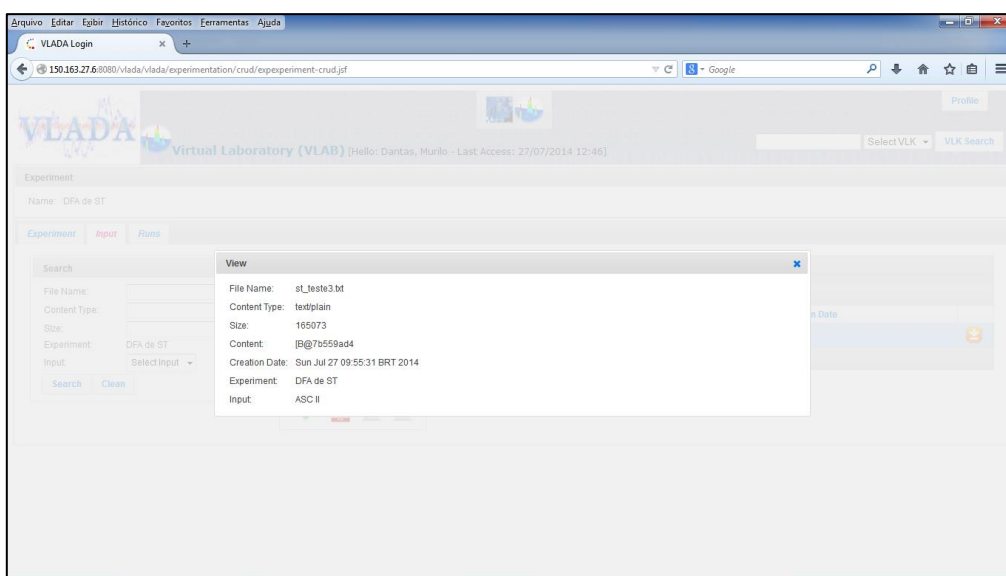 Arquivo Editar Exibir Histórico Favoritos Ferramentas Ajuda
VLADA Login
150.163.27.6:8080/vlada/vlada/experimentation/crud/expexperiment-crud.jsf
Google
Profile
VLADA
Virtual Laboratory (VLAB) [Hello: Dantas, Murilo - Last Access: 27/07/2014 12:46]
Select VLK
VLK Search
Experiment
Name: DFA de ST
Experiment Input Runs
Search
File Name:
Content Type:
Size:
Experiment: DFA de ST
Input: Select Input
Search Clean
n Date
View
File Name: st_teste3.txt
Content Type: text/plain
Size: 165073
Content: [B@7b559ad4
Creation Date: Sun Jul 27 09:55:31 BRT 2014
Experiment: DFA de ST
Input: ASC II